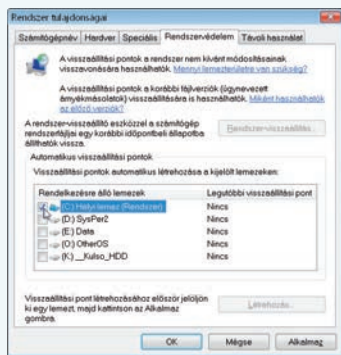 Rendszer tulajdonságai
Számítógépnév Hardver Speciális Rendszervédelem Távoli használat
A visszaállítási pontok a rendszer nem kívánt módosításainak
visszavonására használhatók. Mennyi lemezterületre van szükség?
A visszaállítási pontok a korábbi fájlverziók (úgynevezett
árnyékmásolatok) visszaállítására is használhatók. Miként használhatók
az előző verziók?
A rendszer-visszaállító eszközzel a számítógép
rendszerfájljai egy korábbi időpontbeli állapotba
állíthatók vissza.
Rendszer-visszaállítás...
Automatikus visszaállítási pontok
Visszaállítási pontok automatikus létrehozása a kijelölt lemezeken:
Rendelkezésre álló lemezek Legutóbbi visszaállítási pont
(C:) Helyi lemez (Rendszer) Nincs
(D:) SysPer2 Nincs
(E:) Data Nincs
(O:) OtherOS Nincs
(K:) __Kulso_HDD Nincs
Visszaállítási pont létrehozásához először jelöljön
ki egy lemezt, majd kattintson az Alkalmaz
gombra.
Létrehozás...
OK Mégse Alkalmaz